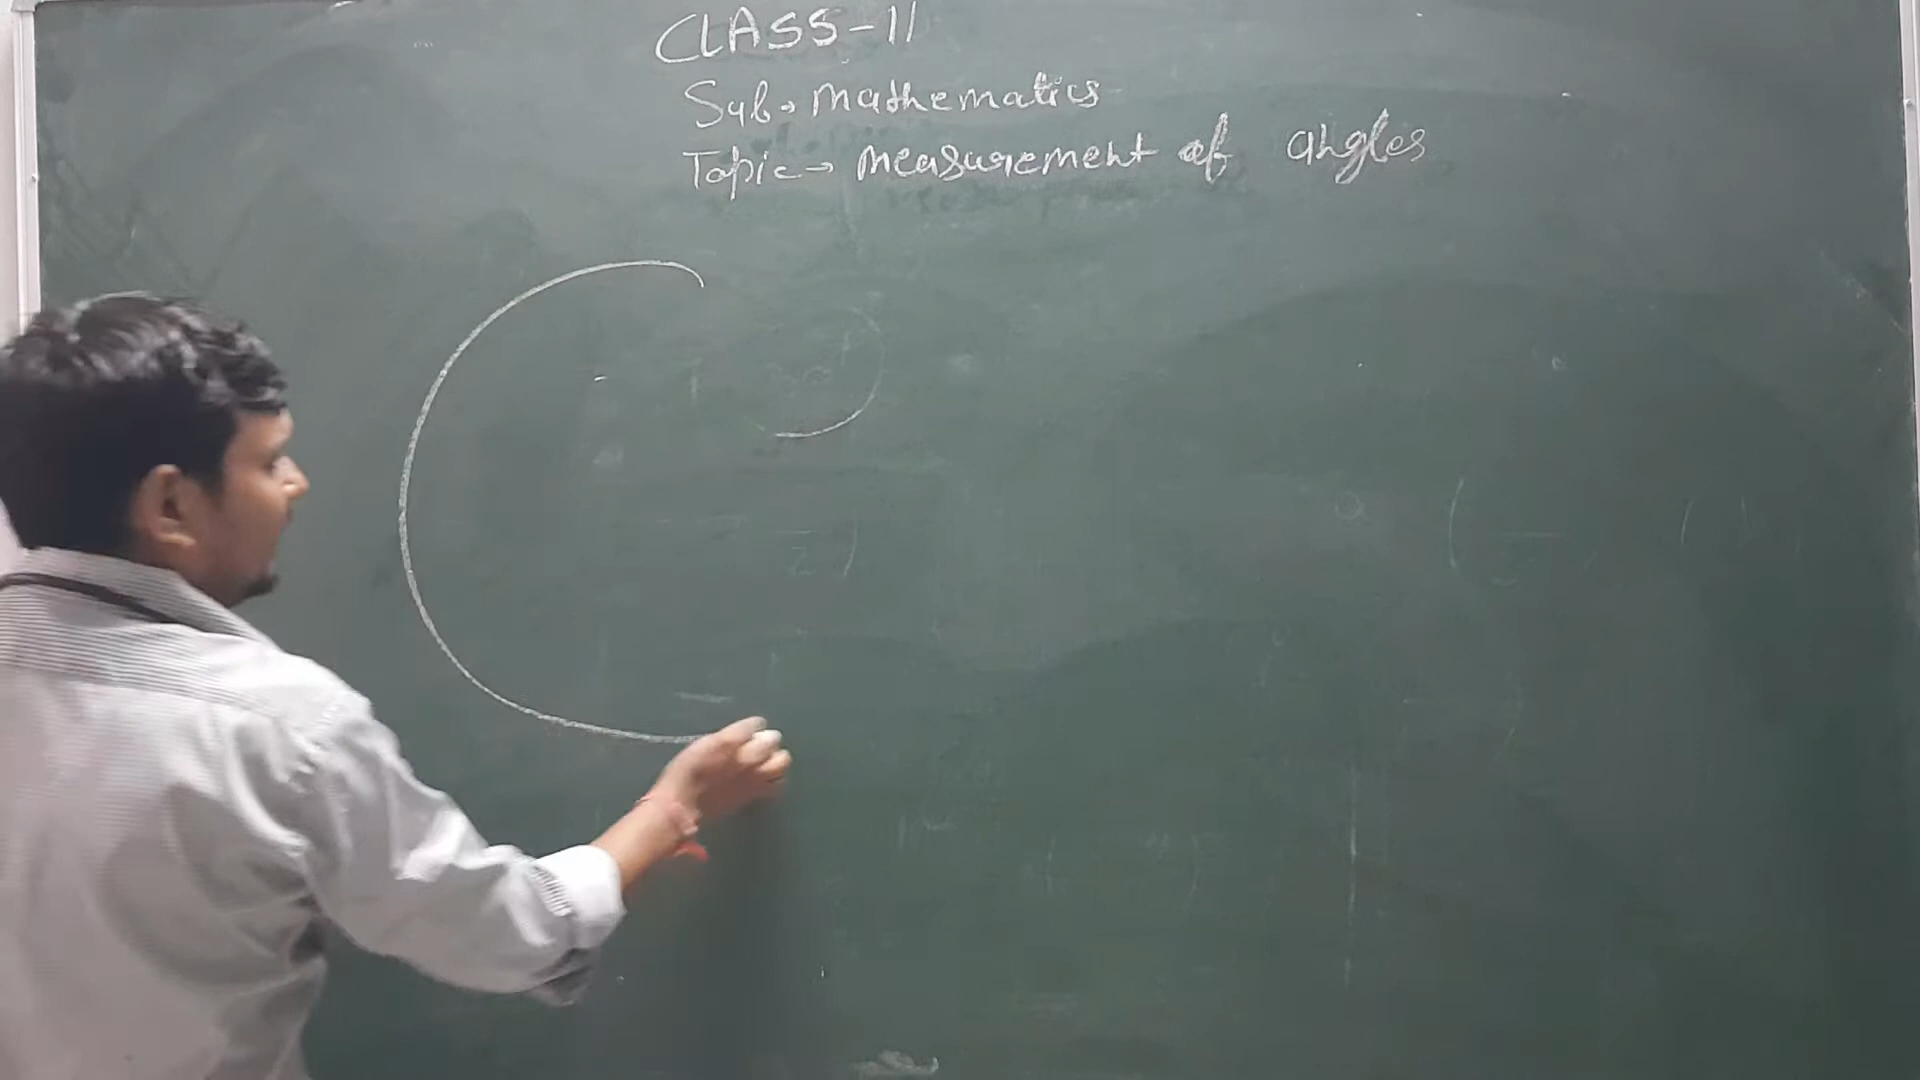 CLASS-11
Sub→ Mathematics
Topic→ Measurement of angles